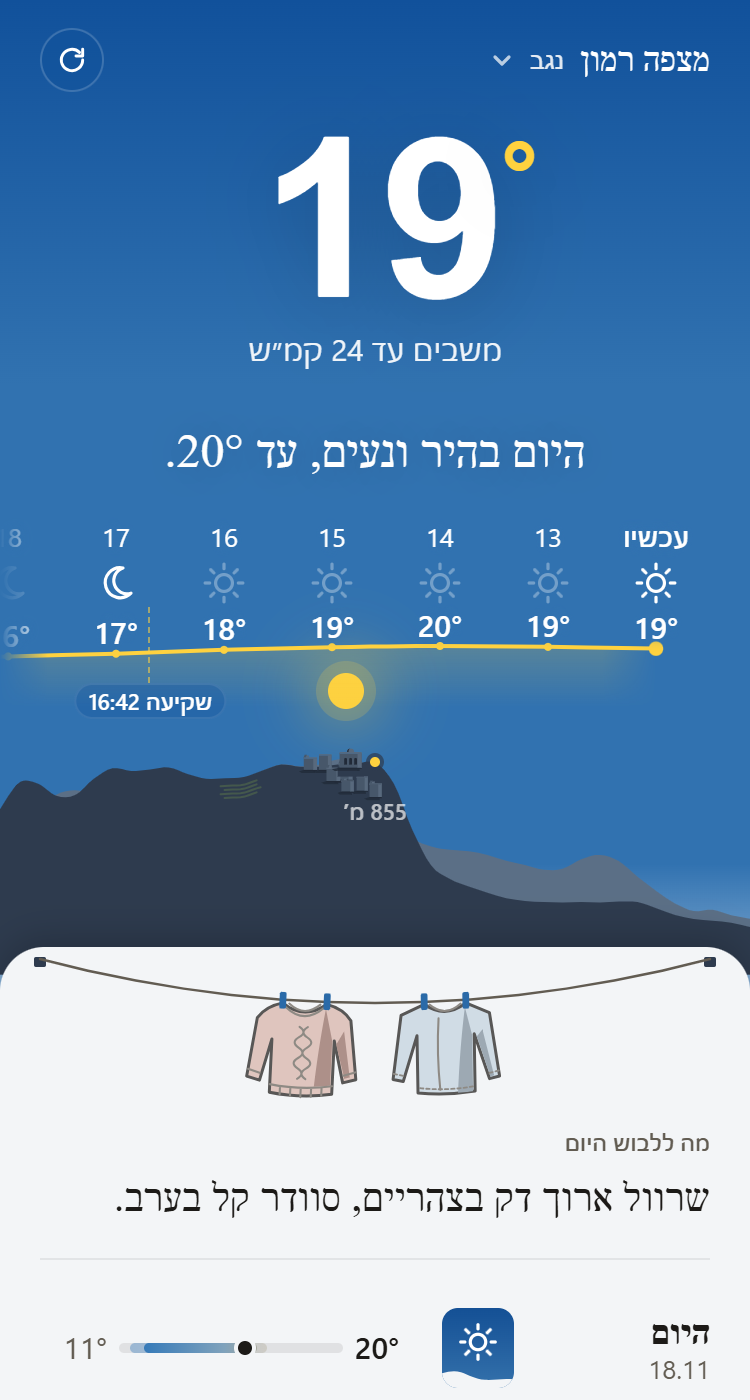 מצפה רמון נגב
19°
משבים עד 24 קמ״ש
היום בהיר ונעים, עד 20°.
עכשיו 13 14 15 16 17
19° 19° 20° 19° 18° 17°
שקיעה 16:42
855 מ׳
מה ללבוש היום
שרוול ארוך דק בצהריים, סוודר קל בערב.
היום
20° 11°
18.11